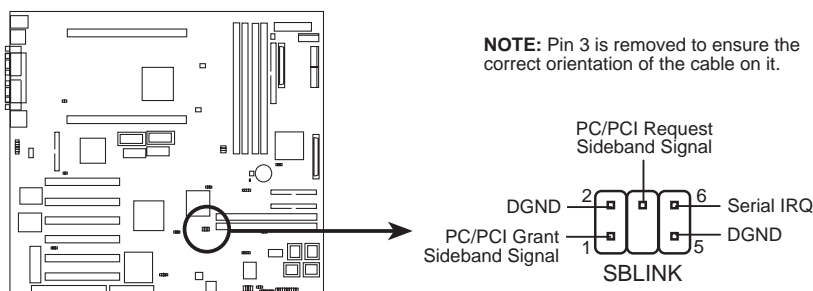 NOTE: Pin 3 is removed to ensure the
correct orientation of the cable on it.
PC/PCI Request
Sideband Signal
DGND
2
6
Serial IRQ
PC/PCI Grant
Sideband Signal
1
5
DGND
SBLINK